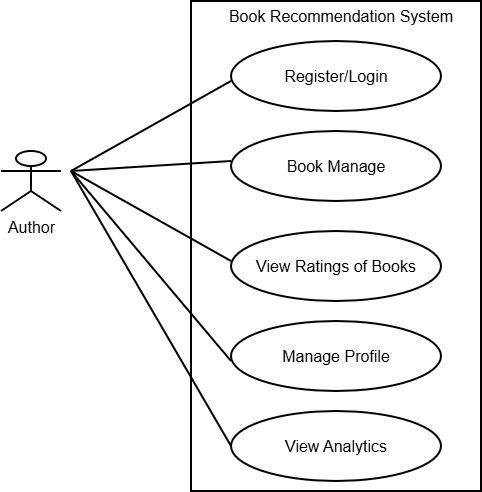 Book Recommendation System
Register/Login
Book Manage
Author
View Ratings of Books
Manage Profile
View Analytics